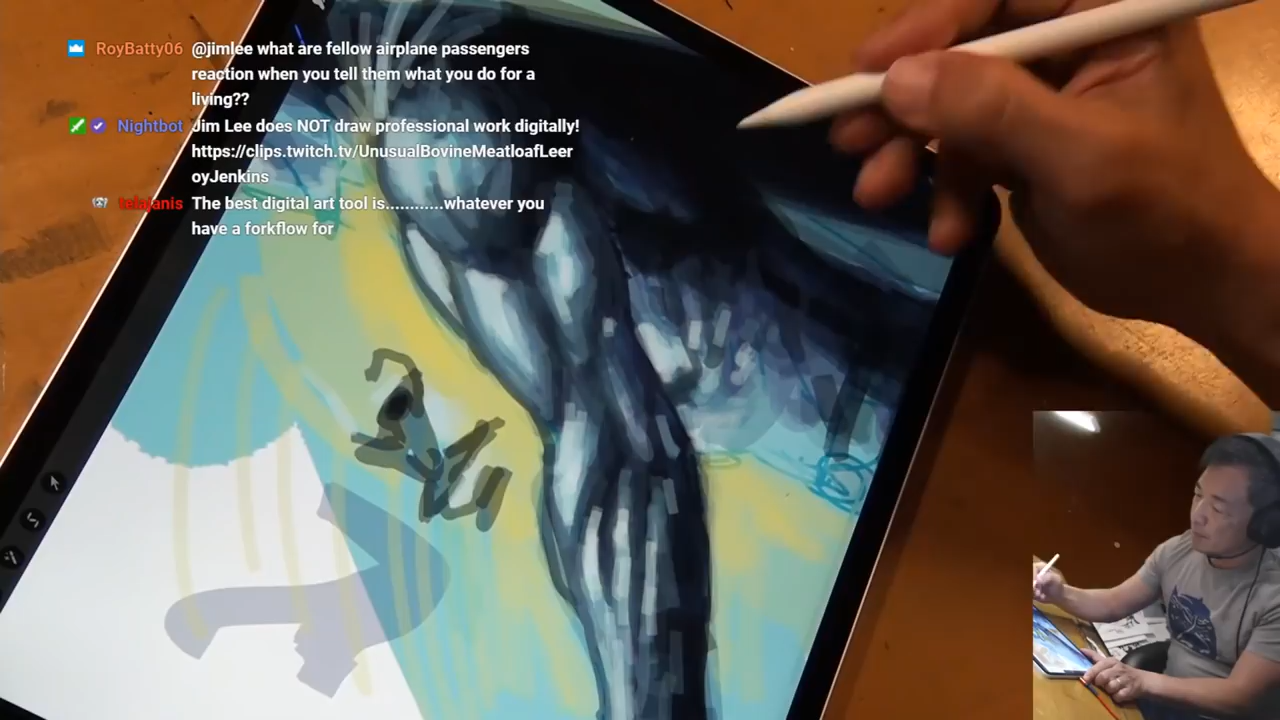 RoyBatty06 @jimlee what are fellow airplane passengers
reaction when you tell them what you do for a
living??
Nightbot Jim Lee does NOT draw professional work digitally!
https://clips.twitch.tv/UnusualBovineMeatloafLeer
oyJenkins
telajanis The best digital art tool is............whatever you
have a forkflow for